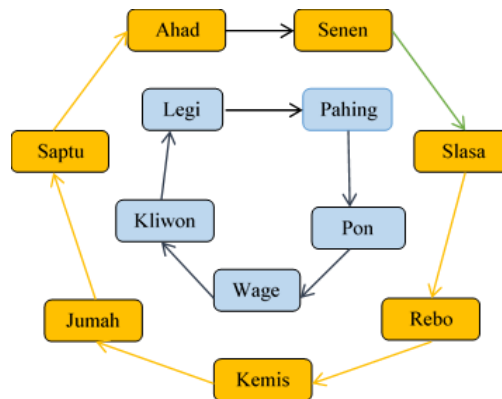 Ahad
Senen
Legi
Pahing
Saptu
Slasa
Kliwon
Pon
Wage
Jumah
Rebo
Kemis